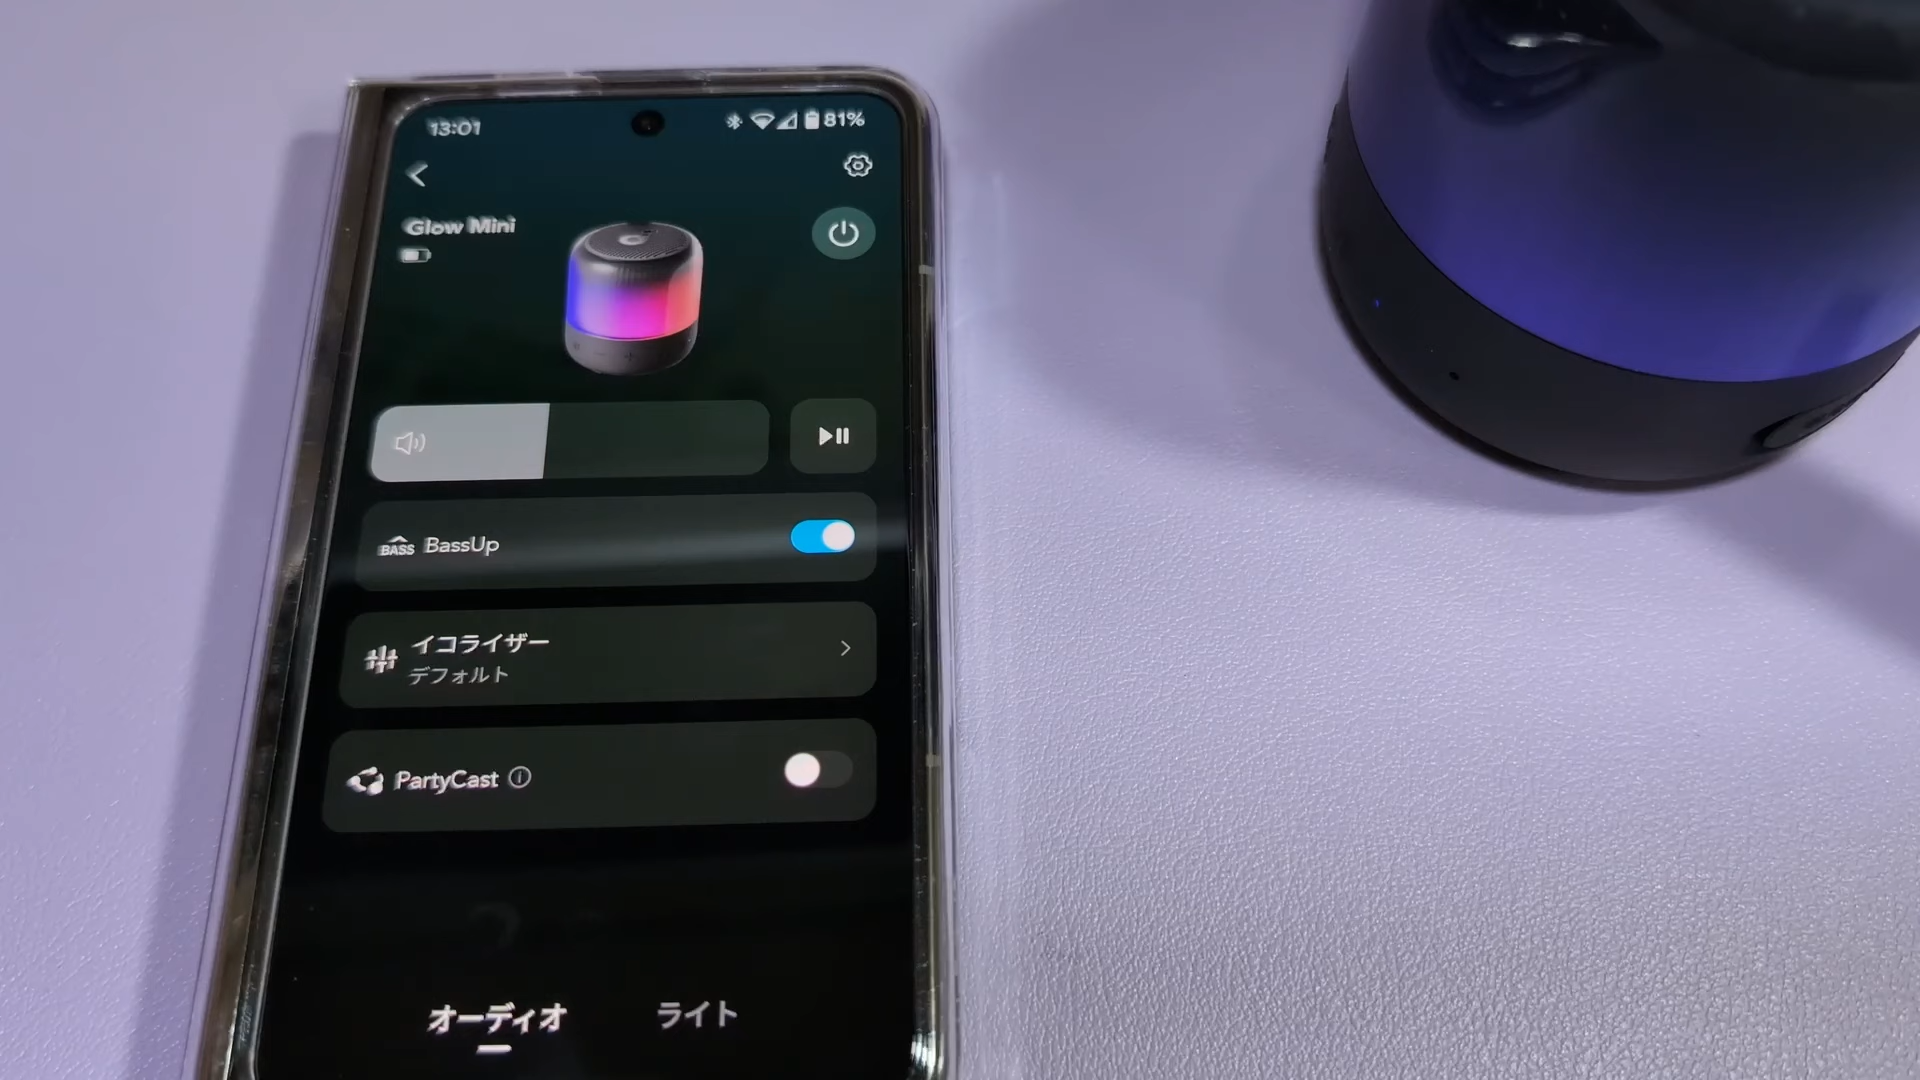 13:01
81%
Glow Mini
BASS BassUp
イコライザー
デフォルト
PartyCast
オーディオ
ライト